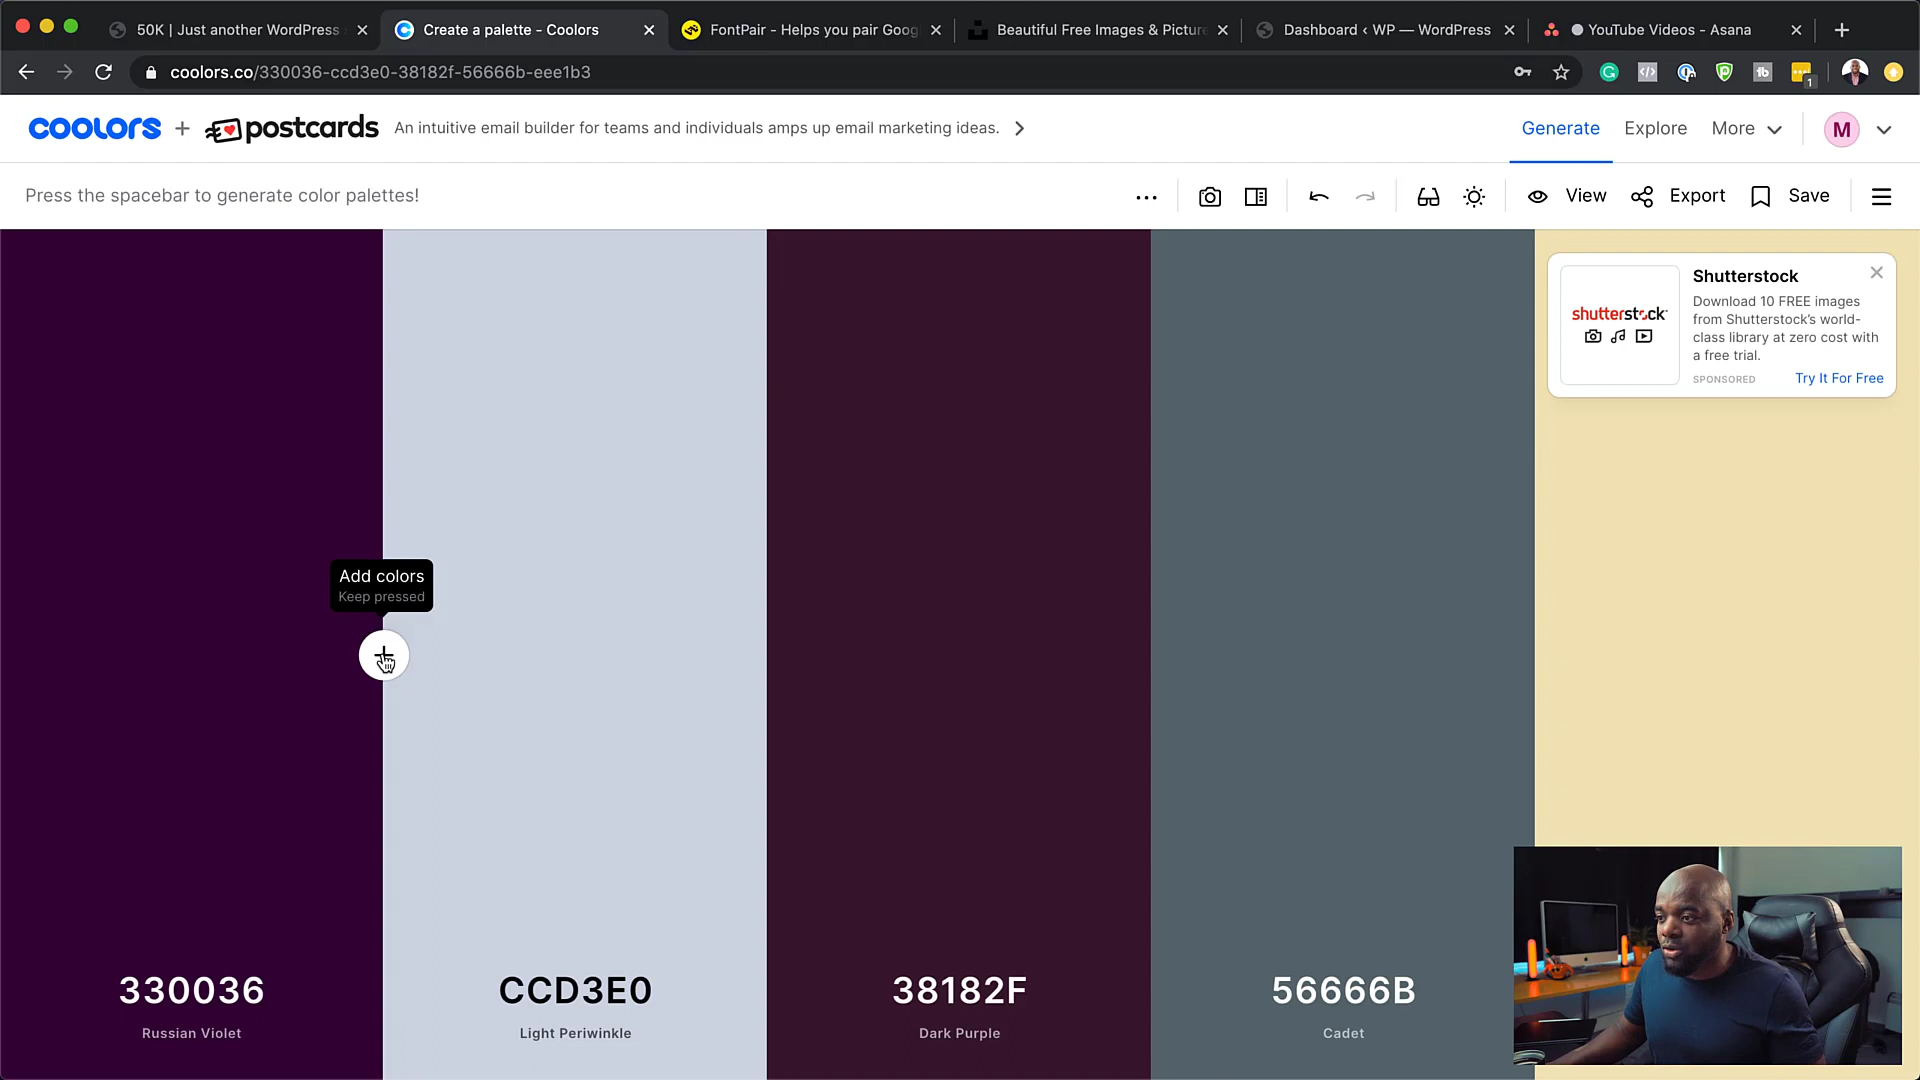 50K | Just another WordPress
Create a palette - Coolors
FontPair - Helps you pair Goog
Beautiful Free Images & Picture
Dashboard ‹ WP — WordPress
YouTube Videos - Asana
coolors.co/330036-ccd3e0-38182f-56666b-eee1b3
1
coolors + postcards
An intuitive email builder for teams and individuals amps up email marketing ideas.
Generate
Explore
More
M
Press the spacebar to generate color palettes!
View
Export
Save
shutterstock
Shutterstock
Download 10 FREE images
from Shutterstock's world-
class library at zero cost with
a free trial.
SPONSORED
Try It For Free
Add colors
Keep pressed
330036
Russian Violet
CCD3E0
Light Periwinkle
38182F
Dark Purple
56666B
Cadet